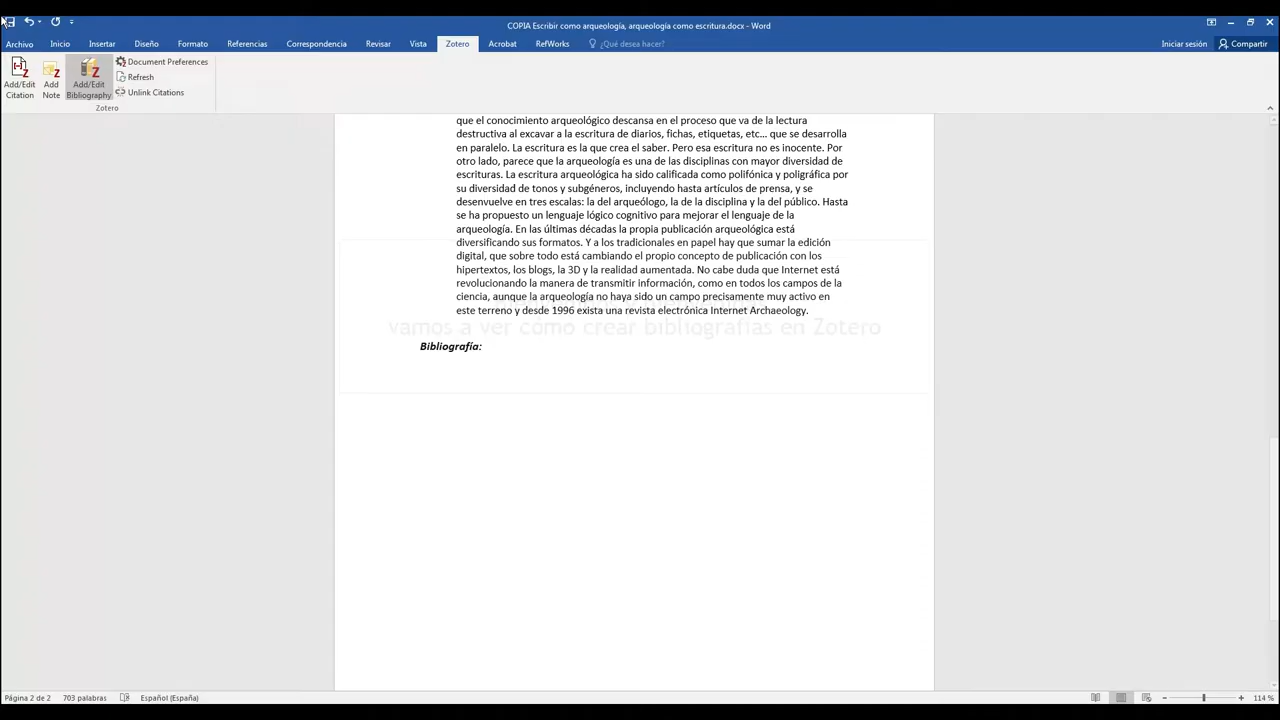 COPIA Escribir como arqueología, arqueología como escritura.docx - Word
Archivo Inicio Insertar Diseño Formato Referencias Correspondencia Revisar Vista Zotero Acrobat RefWorks ¿Qué desea hacer? Iniciar sesión Compartir
Add/Edit Citation
Add Note
Add/Edit Bibliography
Document Preferences
Refresh
Unlink Citations
Zotero
que el conocimiento arqueológico descansa en el proceso que va de la lectura
destructiva al excavar a la escritura de diarios, fichas, etiquetas, etc… que se desarrolla
en paralelo. La escritura es la que crea el saber. Pero esa escritura no es inocente. Por
otro lado, parece que la arqueología es una de las disciplinas con mayor diversidad de
escrituras. La escritura arqueológica ha sido calificada como polifónica y poligráfica por
su diversidad de tonos y subgéneros, incluyendo hasta artículos de prensa, y se
desenvuelve en tres escalas: la del arqueólogo, la de la disciplina y la del público. Hasta
se ha propuesto un lenguaje lógico cognitivo para mejorar el lenguaje de la
arqueología. En las últimas décadas la propia publicación arqueológica está
diversificando sus formatos. Y a los tradicionales en papel hay que sumar la edición
digital, que sobre todo está cambiando el propio concepto de publicación con los
hipertextos, los blogs, la 3D y la realidad aumentada. No cabe duda que Internet está
revolucionando la manera de transmitir información, como en todos los campos de la
ciencia, aunque la arqueología no haya sido un campo precisamente muy activo en
este terreno y desde 1996 exista una revista electrónica Internet Archaeology.
vamos a ver como crear bibliografías en Zotero
Bibliografía:
Página 2 de 2 703 palabras Español (España) 114 %